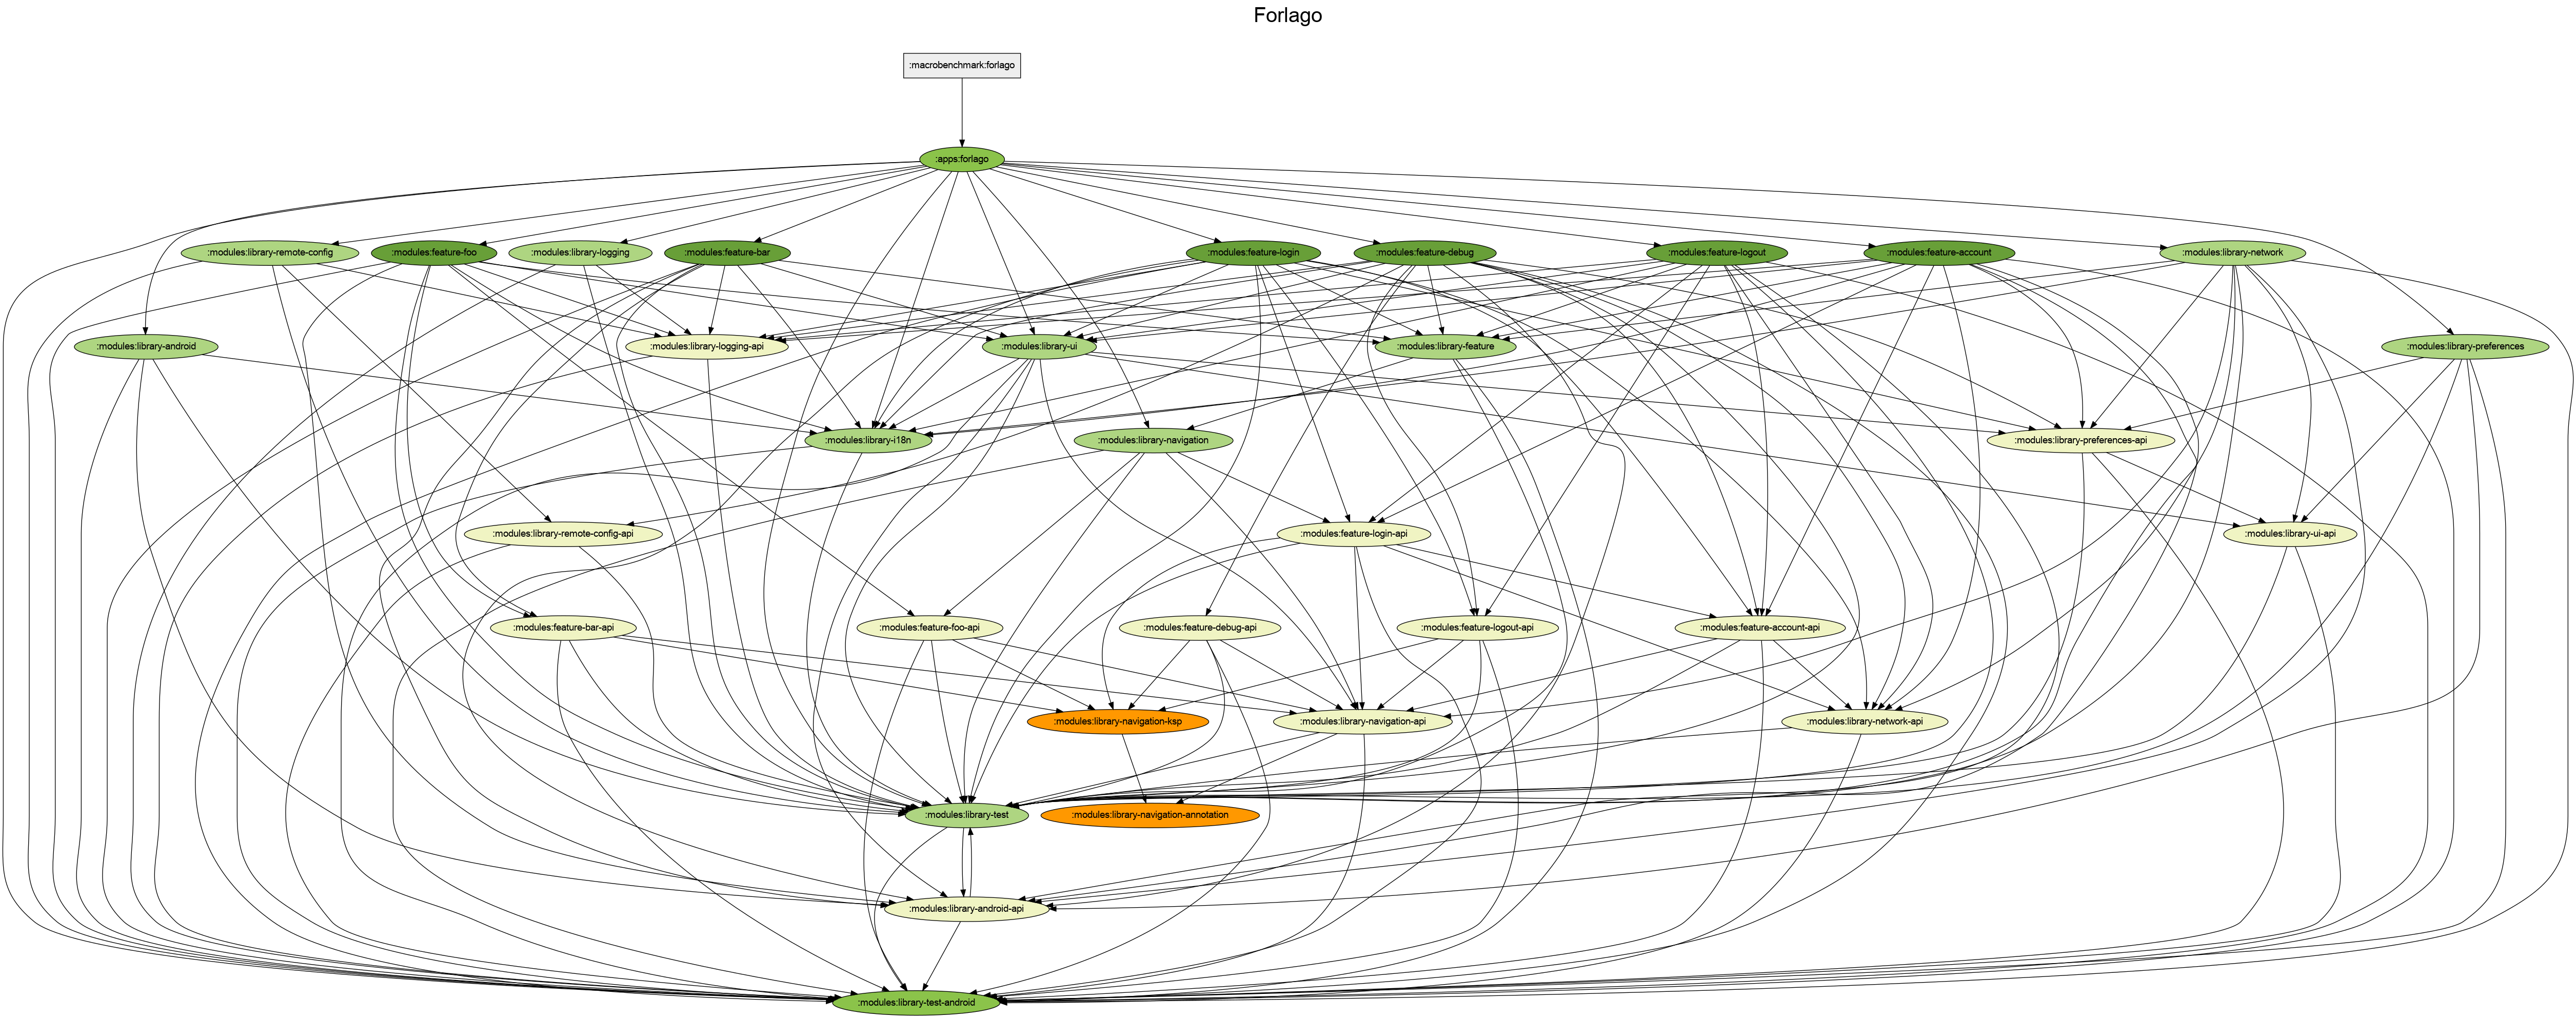 Forlago
:macrobenchmark:forlago
:apps:forlago
:modules:library-remote-config
:modules:feature-foo
:modules:library-logging
:modules:feature-bar
:modules:feature-login
:modules:feature-debug
:modules:feature-logout
:modules:feature-account
:modules:library-network
:modules:library-android
:modules:library-logging-api
:modules:library-ui
:modules:library-feature
:modules:library-preferences
:modules:library-i18n
:modules:library-navigation
:modules:library-preferences-api
:modules:library-remote-config-api
:modules:feature-login-api
:modules:library-ui-api
:modules:feature-bar-api
:modules:feature-foo-api
:modules:feature-debug-api
:modules:feature-logout-api
:modules:feature-account-api
:modules:library-navigation-ksp
:modules:library-navigation-api
:modules:library-network-api
:modules:library-test
:modules:library-navigation-annotation
:modules:library-android-api
:modules:library-test-android